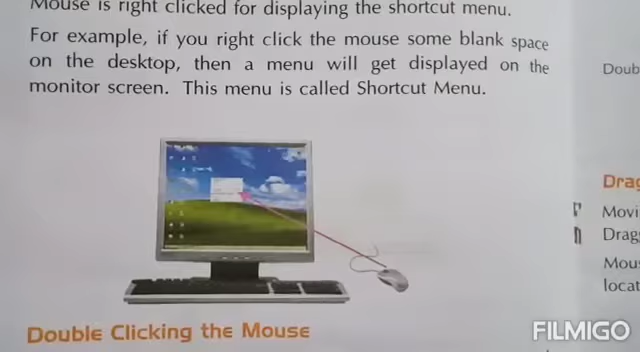 Mouse is right clicked for displaying the shortcut menu.
For example, if you right click the mouse some blank space
on the desktop, then a menu will get displayed on the
monitor screen. This menu is called Shortcut Menu.
Double Clicking the Mouse
Doub
Drag
Movi
Drag
Mous
locat
FILMIGO